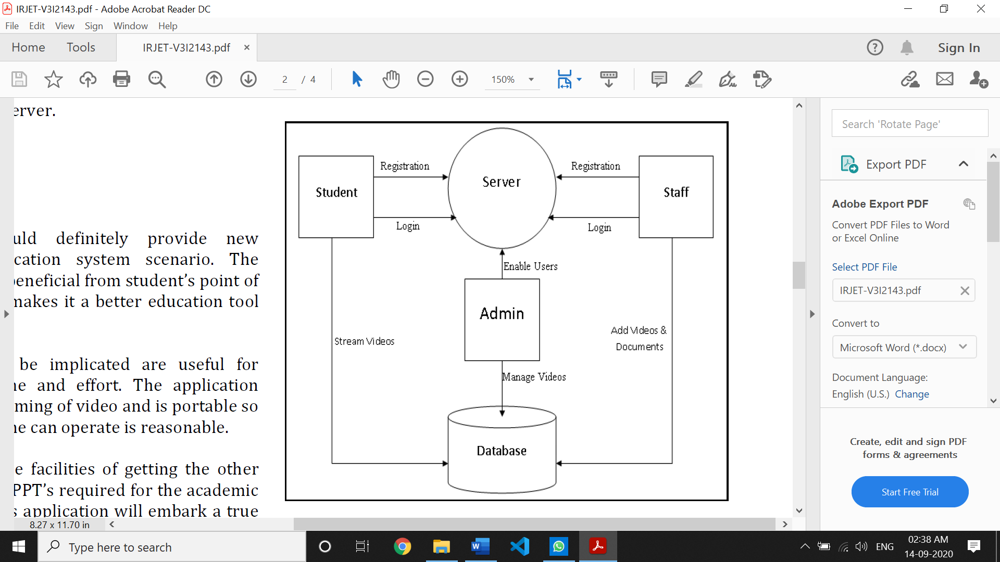 IRJET-V3I2143.pdf - Adobe Acrobat Reader DC
File Edit View Sign Window Help
Home Tools IRJET-V3I2143.pdf × Sign In
2 / 4 150%
erver.
uld definitely provide new
cation system scenario. The
beneficial from student's point of
makes it a better education tool
be implicated are useful for
ne and effort. The application
ming of video and is portable so
ne can operate is reasonable.
e facilities of getting the other
PPT's required for the academic
s application will embark a true
8.27 x 11.70 in
Student
Registration
Login
Server
Registration
Login
Staff
Enable Users
Admin
Stream Videos
Add Videos &
Documents
Manage Videos
Database
Search 'Rotate Page'
Export PDF
Adobe Export PDF
Convert PDF Files to Word
or Excel Online
Select PDF File
IRJET-V3I2143.pdf
Convert to
Microsoft Word (*.docx)
Document Language:
English (U.S.) Change
Create, edit and sign PDF
forms & agreements
Start Free Trial
Type here to search
ENG
02:38 AM
14-09-2020